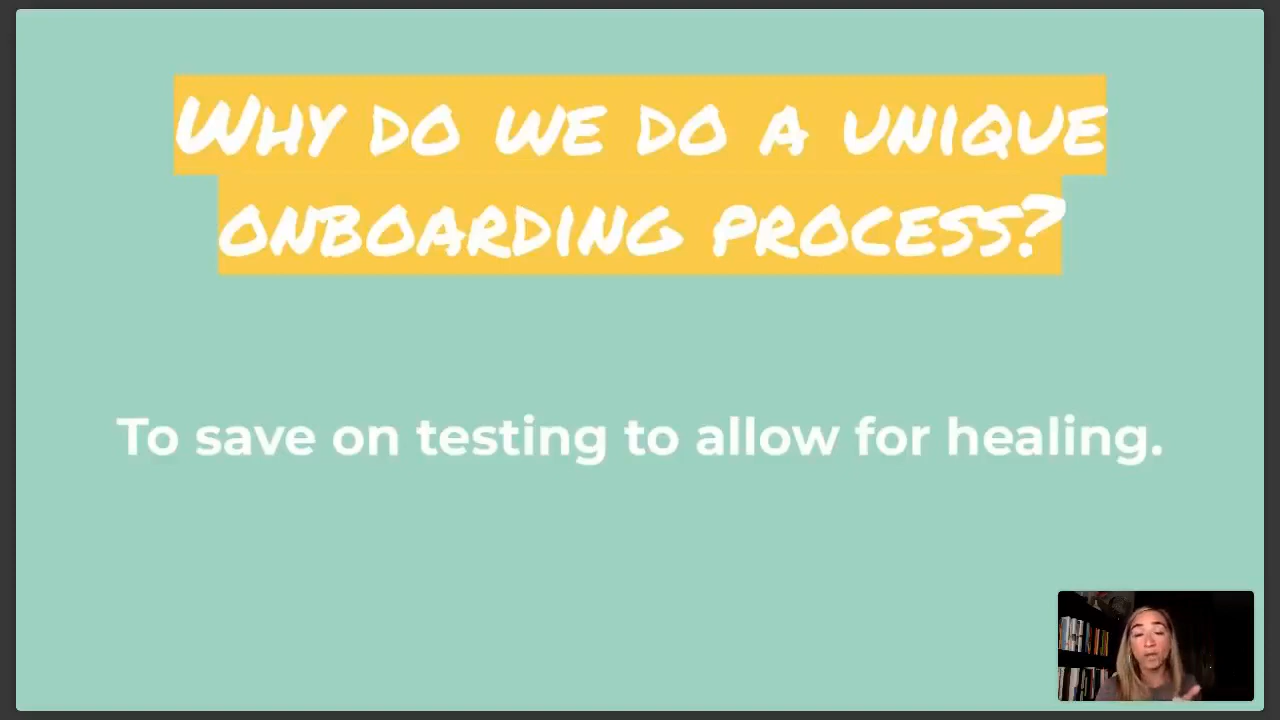 WHY DO WE DO A UNIQUE
ONBOARDING PROCESS?
To save on testing to allow for healing.